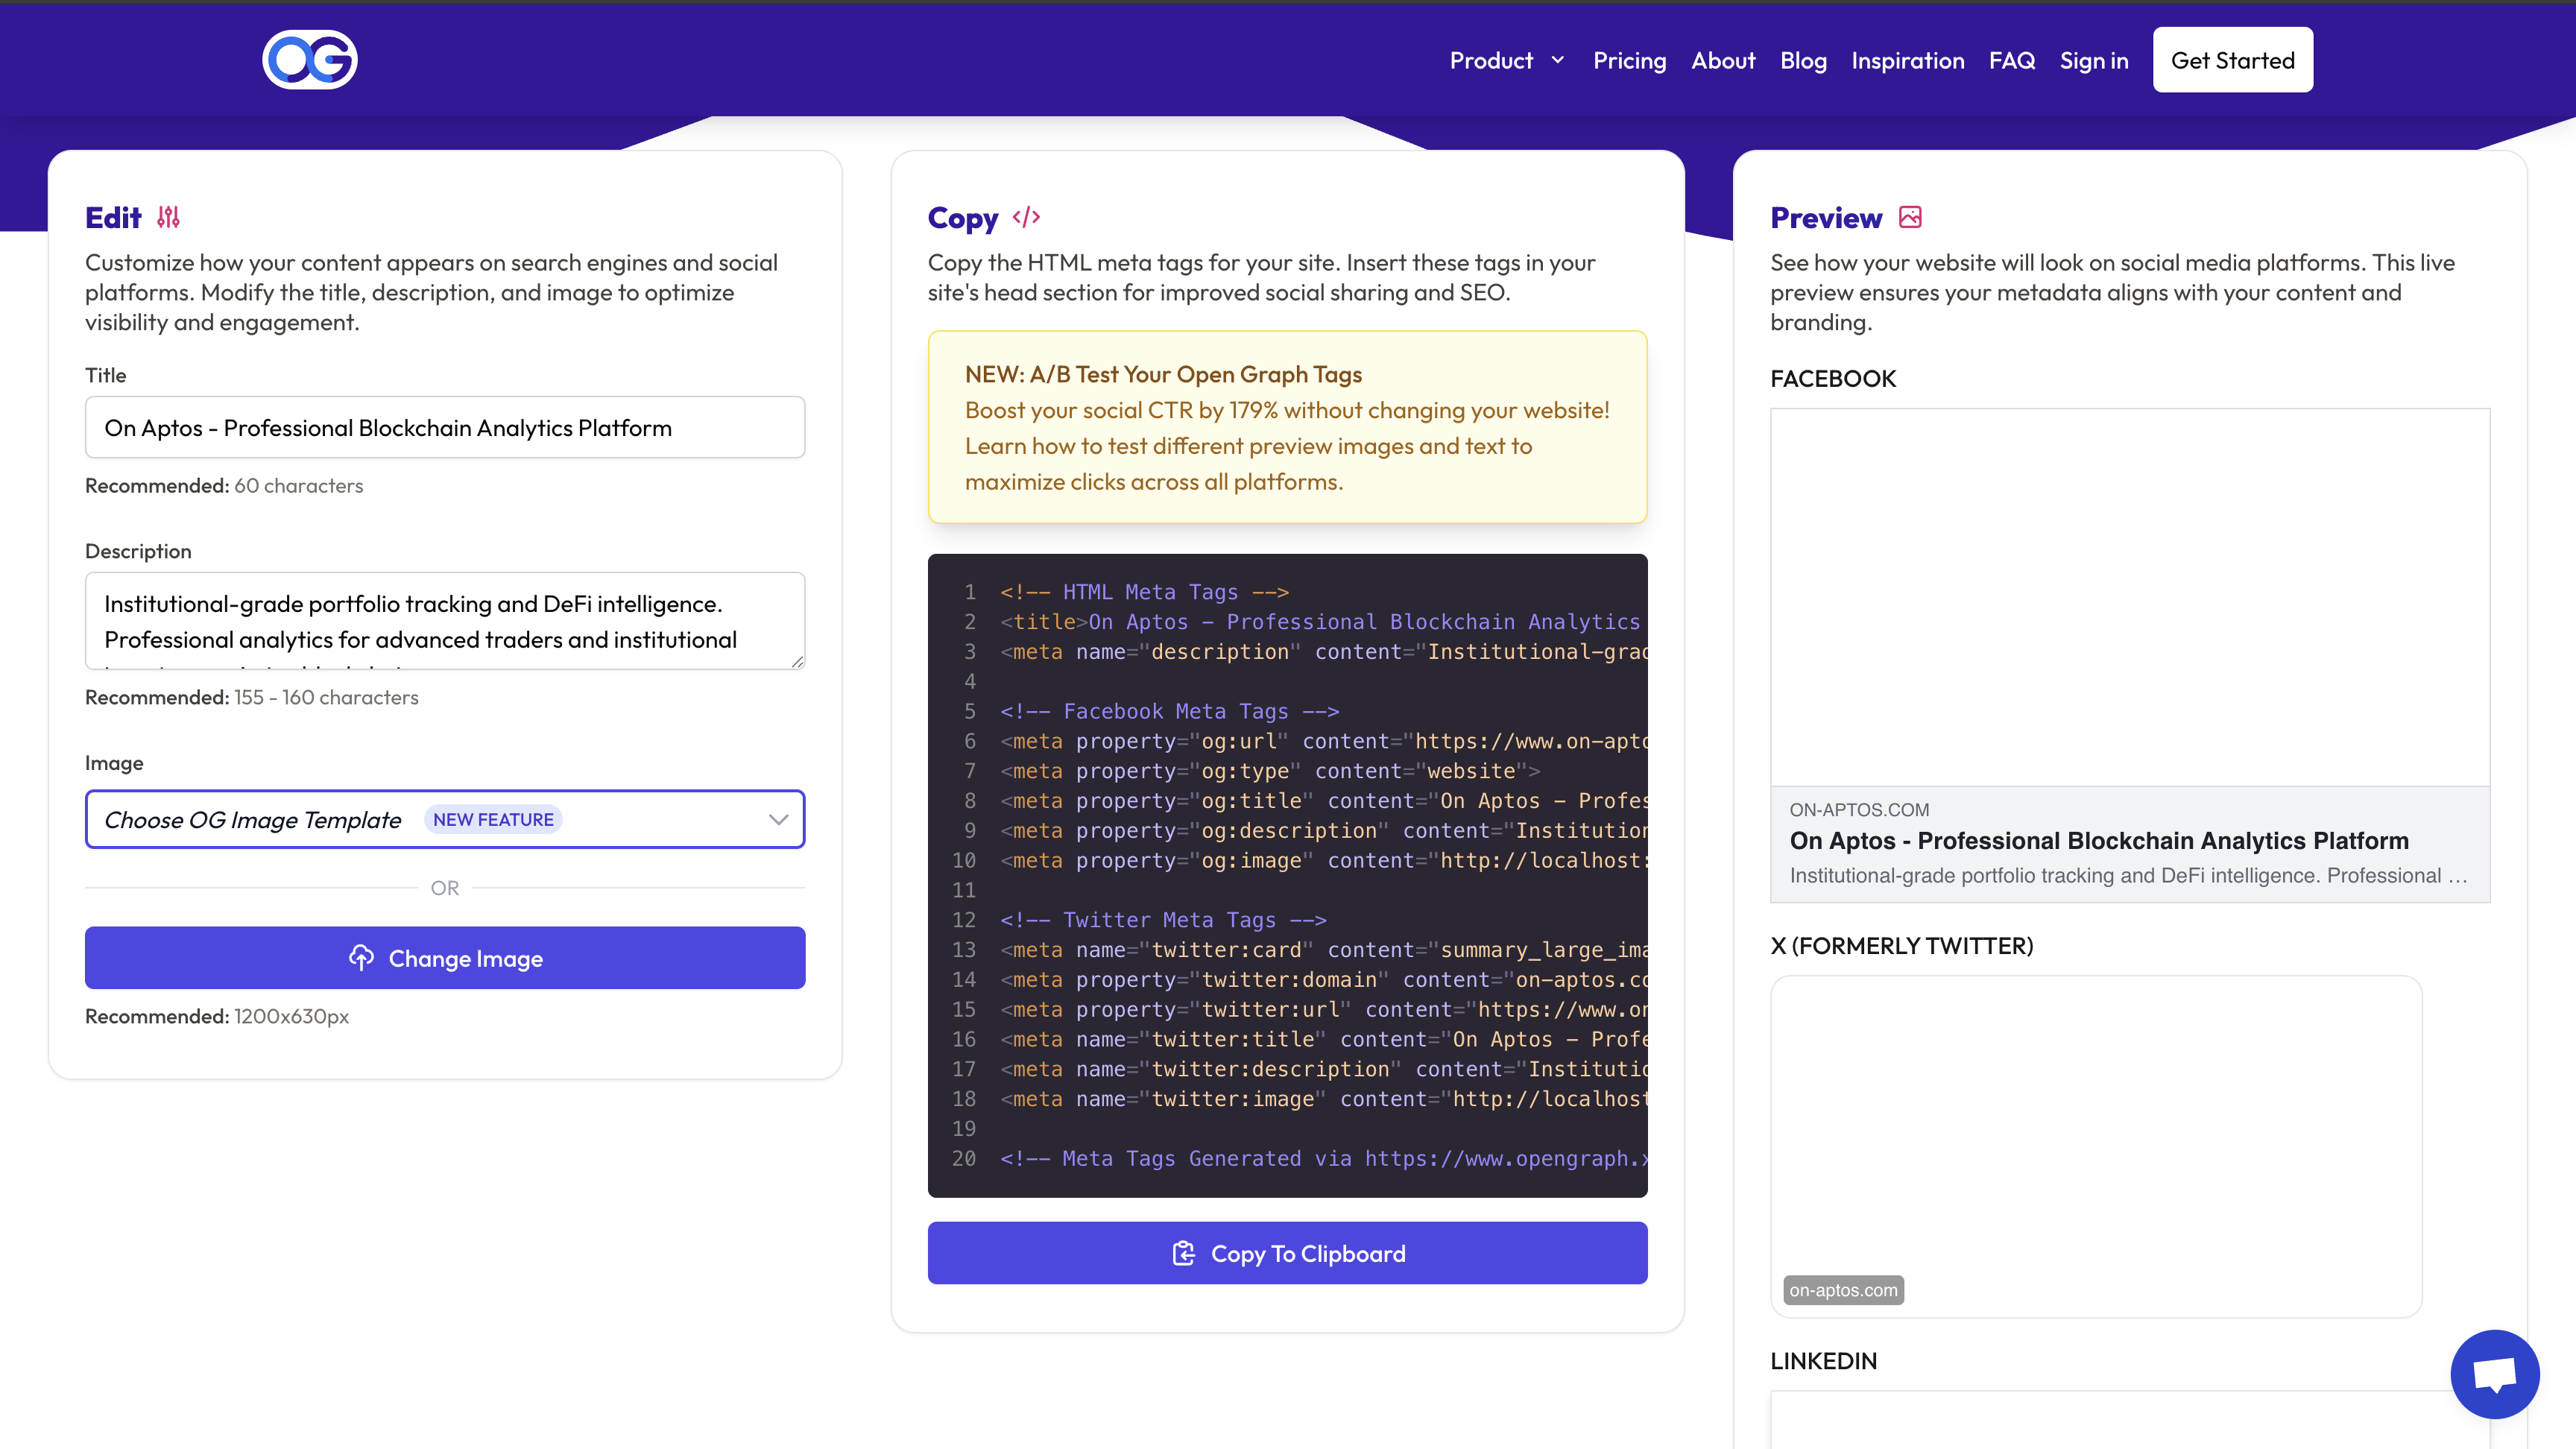 OG
Product
Pricing
About
Blog
Inspiration
FAQ
Sign in
Get Started
Edit
Customize how your content appears on search engines and social
platforms. Modify the title, description, and image to optimize
visibility and engagement.
Title
On Aptos - Professional Blockchain Analytics Platform
Recommended: 60 characters
Description
Institutional-grade portfolio tracking and DeFi intelligence.
Professional analytics for advanced traders and institutional
Recommended: 155 - 160 characters
Image
Choose OG Image Template NEW FEATURE
OR
Change Image
Recommended: 1200x630px
Copy </>
Copy the HTML meta tags for your site. Insert these tags in your
site's head section for improved social sharing and SEO.
NEW: A/B Test Your Open Graph Tags
Boost your social CTR by 179% without changing your website!
Learn how to test different preview images and text to
maximize clicks across all platforms.
1 <!-- HTML Meta Tags -->
2 <title>On Aptos - Professional Blockchain Analytics
3 <meta name="description" content="Institutional-grad
4
5 <!-- Facebook Meta Tags -->
6 <meta property="og:url" content="https://www.on-apto
7 <meta property="og:type" content="website">
8 <meta property="og:title" content="On Aptos - Profes
9 <meta property="og:description" content="Institution
10 <meta property="og:image" content="http://localhost:
11
12 <!-- Twitter Meta Tags -->
13 <meta name="twitter:card" content="summary_large_ima
14 <meta property="twitter:domain" content="on-aptos.co
15 <meta property="twitter:url" content="https://www.on
16 <meta name="twitter:title" content="On Aptos - Profe
17 <meta name="twitter:description" content="Institutio
18 <meta name="twitter:image" content="http://localhost
19
20 <!-- Meta Tags Generated via https://www.opengraph.x
Copy To Clipboard
Preview
See how your website will look on social media platforms. This live
preview ensures your metadata aligns with your content and
branding.
FACEBOOK
ON-APTOS.COM
On Aptos - Professional Blockchain Analytics Platform
Institutional-grade portfolio tracking and DeFi intelligence. Professional …
X (FORMERLY TWITTER)
on-aptos.com
LINKEDIN